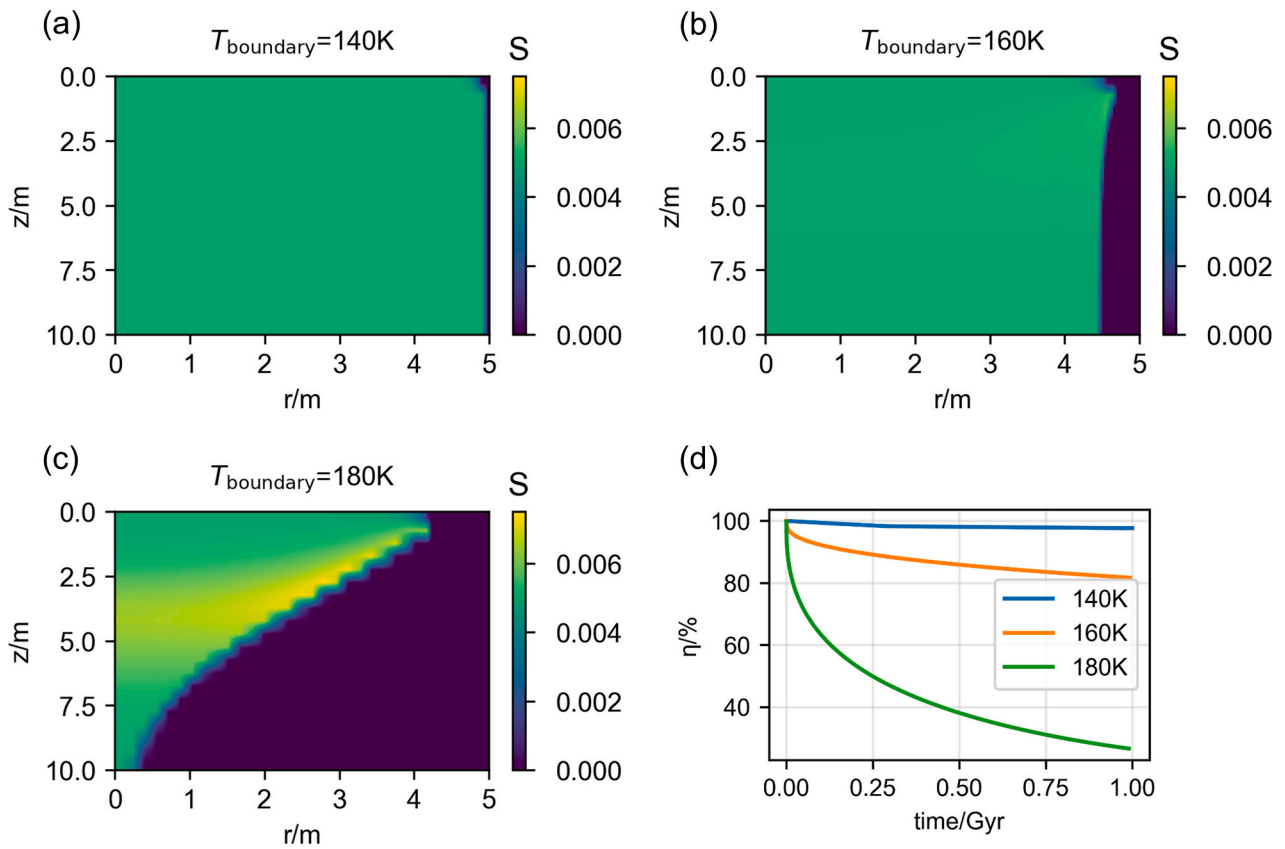 (a)
T_boundary=140K
S
0.0
2.5
5.0
7.5
10.0
z/m
0 1 2 3 4 5
r/m
0.006
0.004
0.002
0.000
(b)
T_boundary=160K
S
0.0
2.5
5.0
7.5
10.0
z/m
0 1 2 3 4 5
r/m
0.006
0.004
0.002
0.000
(c)
T_boundary=180K
S
0.0
2.5
5.0
7.5
10.0
z/m
0 1 2 3 4 5
r/m
0.006
0.004
0.002
0.000
(d)
100
80
60
40
η/%
140K
160K
180K
0.00 0.25 0.50 0.75 1.00
time/Gyr